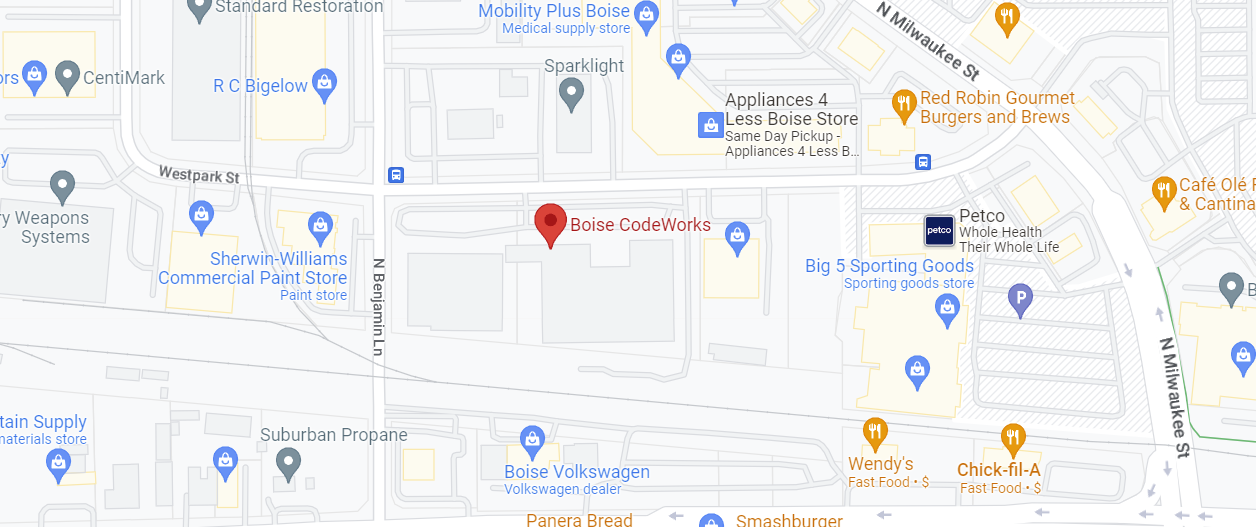 Standard Restoration
Mobility Plus Boise
Medical supply store
N Milwaukee St
ors
CentiMark
R C Bigelow
Sparklight
Appliances 4
Less Boise Store
Same Day Pickup -
Appliances 4 Less B...
Red Robin Gourmet
Burgers and Brews
y
Westpark St
ry Weapons
Systems
Café Olé
& Cantina
Boise CodeWorks
petco
Petco
Whole Health
Their Whole Life
Sherwin-Williams
Commercial Paint Store
Paint store
N Benjamin Ln
Big 5 Sporting Goods
Sporting goods store
P
B
N Milwaukee St
tain Supply
materials store
Suburban Propane
Boise Volkswagen
Volkswagen dealer
Wendy's
Fast Food • $
Chick-fil-A
Fast Food • $
Panera Bread
Smashburger